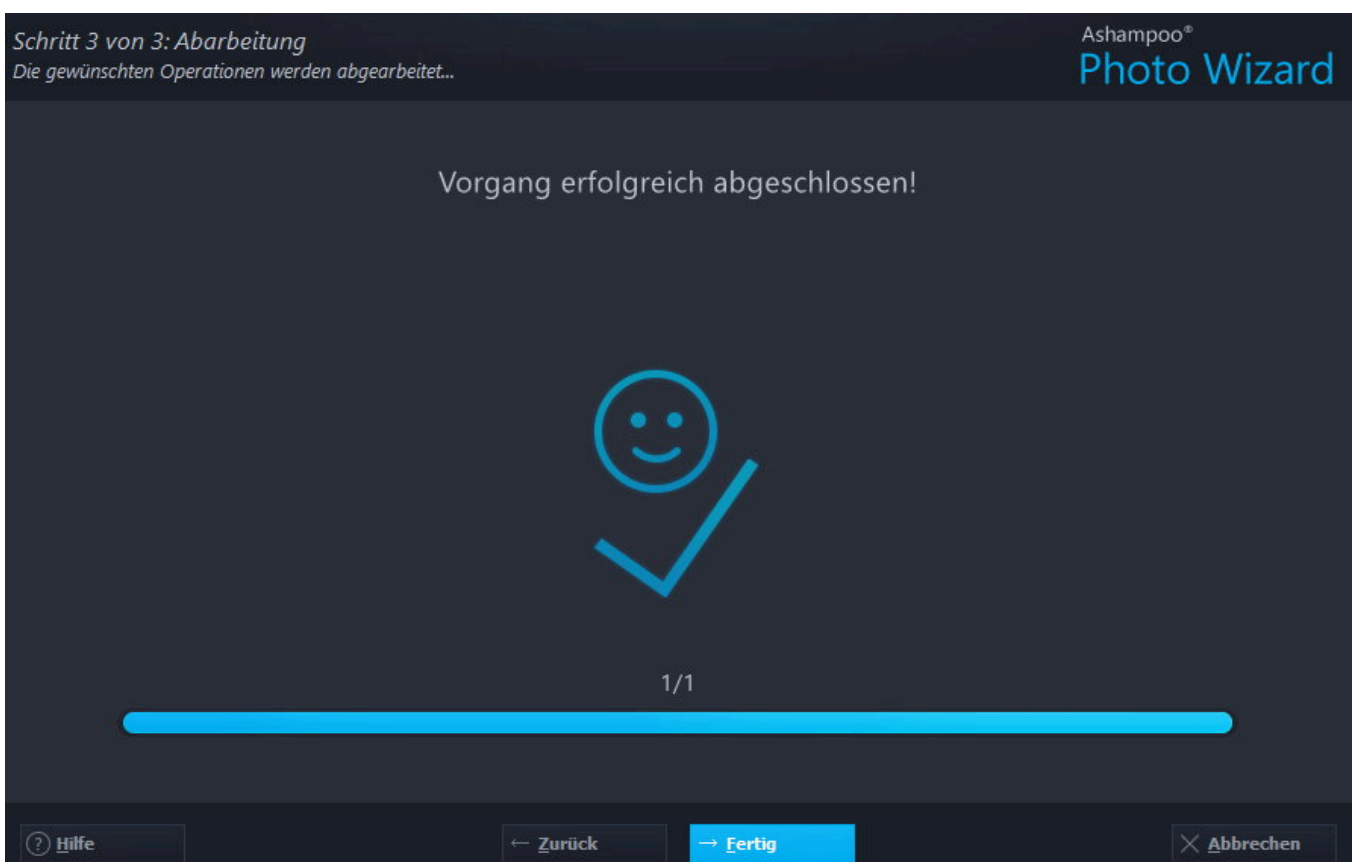 Schritt 3 von 3: Abarbeitung
Die gewünschten Operationen werden abgearbeitet...
Ashampoo®
Photo Wizard
Vorgang erfolgreich abgeschlossen!
1/1
? Hilfe
← Zurück
→ Fertig
Abbrechen